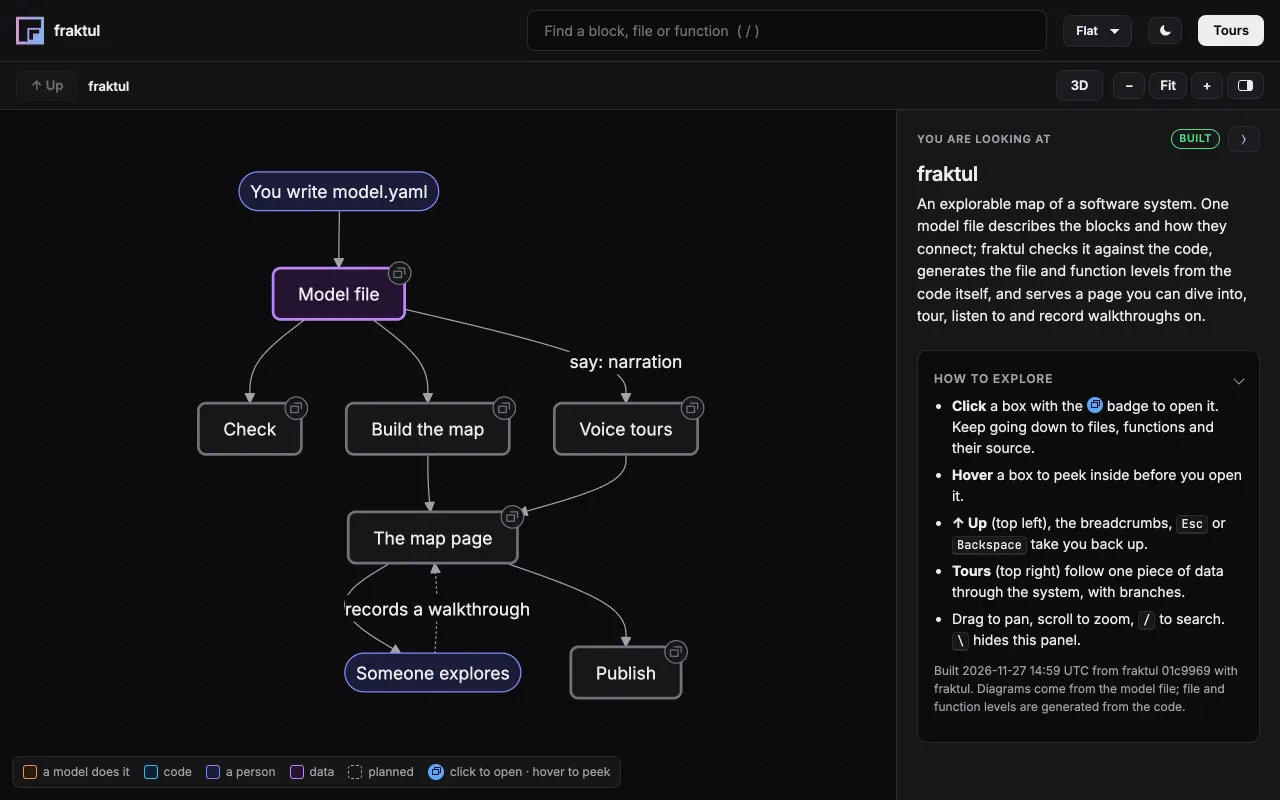 fraktul
Find a block, file or function ( / )
Flat
Tours
↑ Up
fraktul
3D
−
Fit
+
You write model.yaml
Model file
say: narration
Check
Build the map
Voice tours
The map page
records a walkthrough
Someone explores
Publish
a model does it
code
a person
data
planned
click to open · hover to peek
YOU ARE LOOKING AT
BUILT
fraktul
An explorable map of a software system. One
model file describes the blocks and how they
connect; fraktul checks it against the code,
generates the file and function levels from the
code itself, and serves a page you can dive into,
tour, listen to and record walkthroughs on.
HOW TO EXPLORE
• Click a box with the badge to open it.
Keep going down to files, functions and
their source.
• Hover a box to peek inside before you open
it.
• ↑ Up (top left), the breadcrumbs, Esc or
Backspace take you back up.
• Tours (top right) follow one piece of data
through the system, with branches.
• Drag to pan, scroll to zoom, / to search.
\ hides this panel.
Built 2026-11-27 14:59 UTC from fraktul 01c9969 with
fraktul. Diagrams come from the model file; file and
function levels are generated from the code.